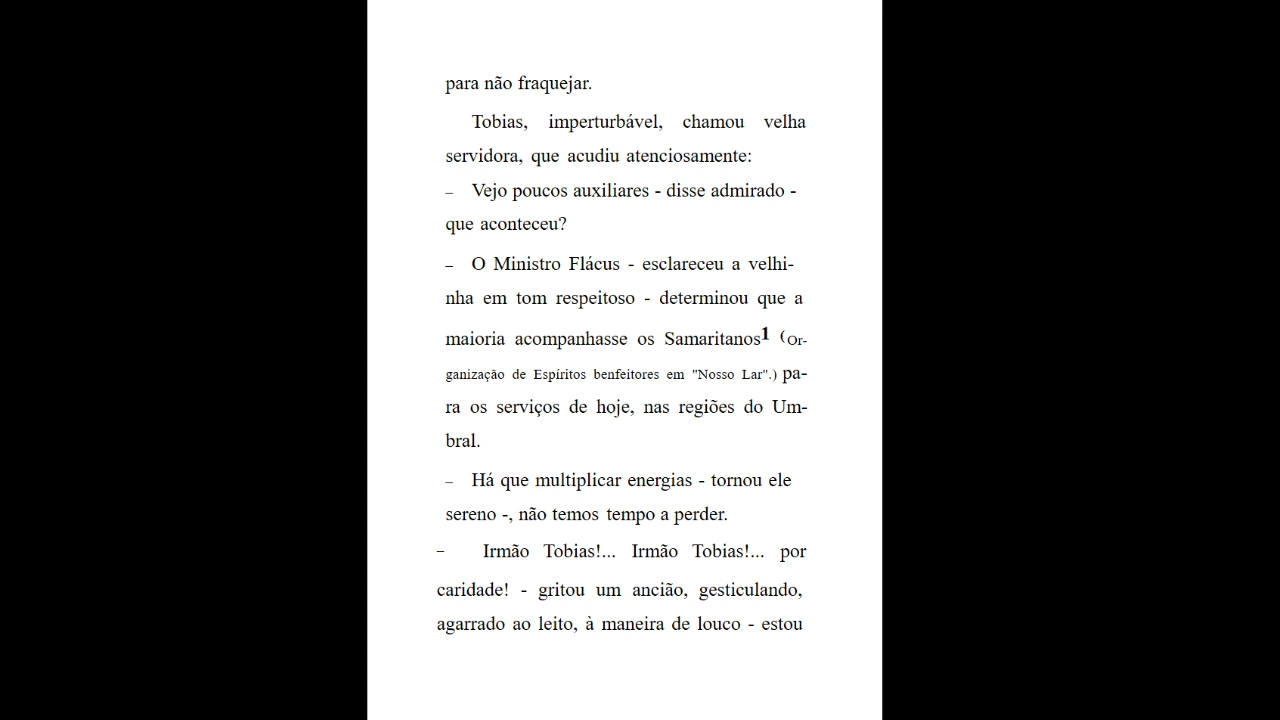 para não fraquejar.
Tobias, imperturbável, chamou velha
servidora, que acudiu atenciosamente:
– Vejo poucos auxiliares - disse admirado -
que aconteceu?
– O Ministro Flácus - esclareceu a velhi-
nha em tom respeitoso - determinou que a
maioria acompanhasse os Samaritanos1 (Or-
ganização de Espíritos benfeitores em "Nosso Lar".) pa-
ra os serviços de hoje, nas regiões do Um-
bral.
– Há que multiplicar energias - tornou ele
sereno -, não temos tempo a perder.
– Irmão Tobias!... Irmão Tobias!... por
caridade! - gritou um ancião, gesticulando,
agarrado ao leito, à maneira de louco - estou